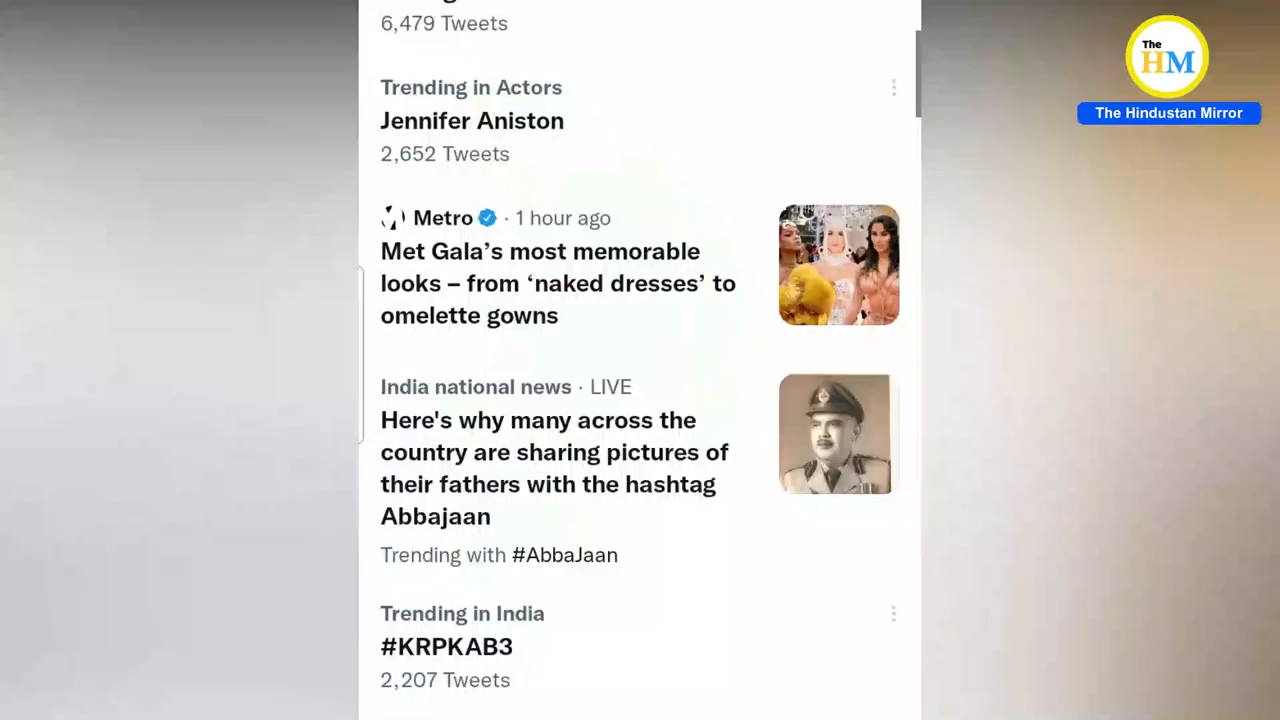 6,479 Tweets
The
HM
The Hindustan Mirror
Trending in Actors
Jennifer Aniston
2,652 Tweets
Metro · 1 hour ago
Met Gala’s most memorable
looks – from ‘naked dresses’ to
omelette gowns
India national news · LIVE
Here's why many across the
country are sharing pictures of
their fathers with the hashtag
Abbajaan
Trending with #AbbaJaan
Trending in India
#KRPKAB3
2,207 Tweets